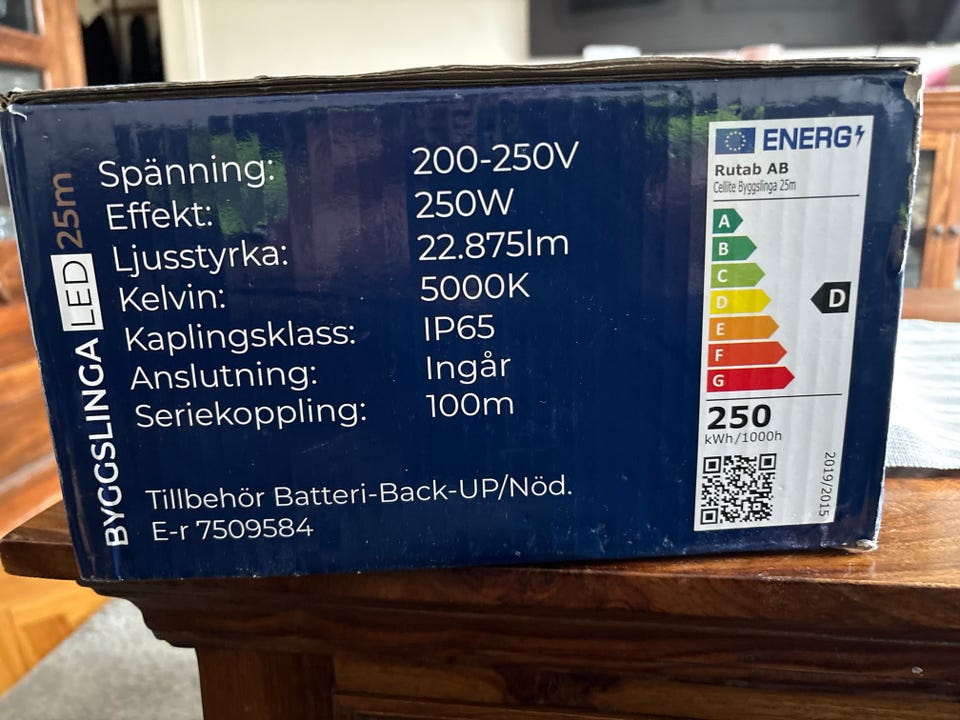 BYGGSLINGA LED 25m
Spänning: 200-250V
Effekt: 250W
Ljusstyrka: 22.875lm
Kelvin: 5000K
Kaplingsklass: IP65
Anslutning: Ingår
Seriekoppling: 100m
Tillbehör Batteri-Back-UP/Nöd.
E-r 7509584
ENERG
Rutab AB
Cellite Byggslinga 25m
A
B
C
D
D
E
F
G
250
kWh/1000h
2019/2015